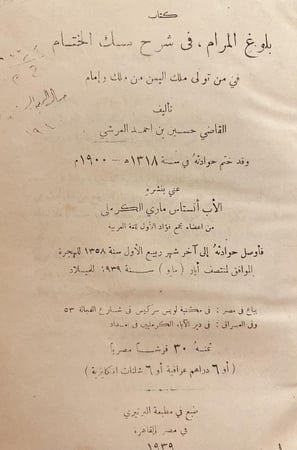 كتاب
بلوغ المرام، في شرح مسك الختام
في من تولى ملك اليمن من ملك وإمام
تأليف
القاضي حسين بن احمد العرشي
وقد ختم حوادثه في سنة ١٣١٨ھ — ١٩٠٠م
عني بنشره
الأب أنستاس ماري الكرملي
من أعضاء مجمع فؤاد الأول للغة العربية
فأوصل حوادثه إلى آخر شهر ربيع الأول سنة ١٣٥٨ للهجرة
الموافق لمنتصف أيار (مايو) سنة ١٩٣٩ للميلاد
يباع في مصر: في مكتبة لويس سركيس في شارع الفجالة ٥٣
وفي العراق: في دير الآباء الكرمليين في بغداد
ثمنه ٣٠ قرشا مصريا
(أو ٦ دراهم عراقية أو ٦ شلنات انكليزية)
طبع في مطبعة البرتيري
في مصر القاهرة
١٩٣٩